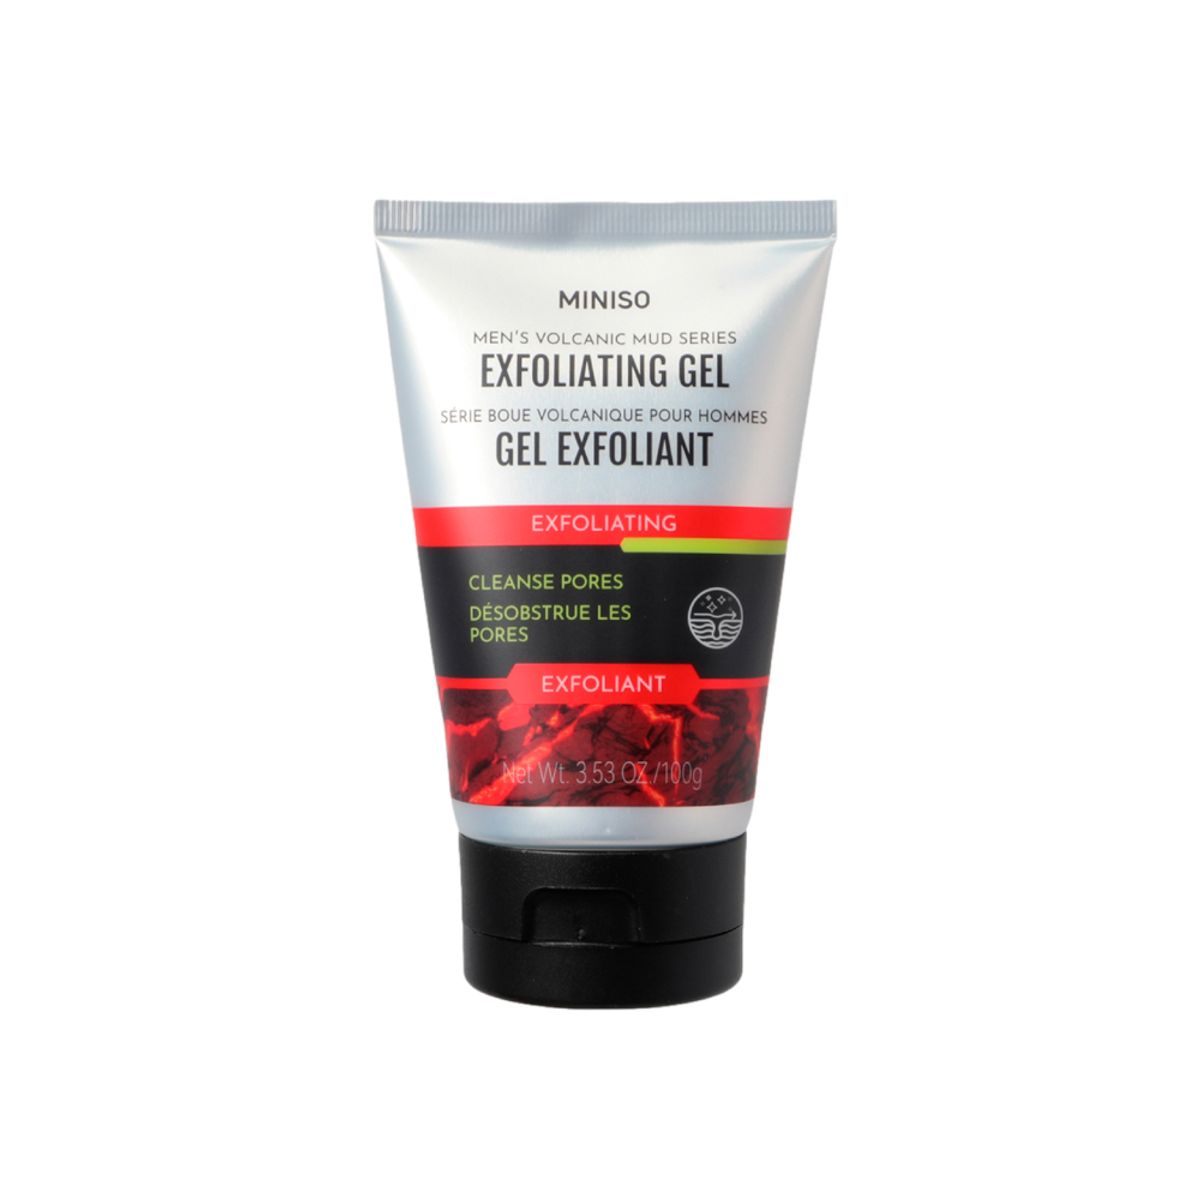 MINISO
MEN'S VOLCANIC MUD SERIES
EXFOLIATING GEL
SÉRIE BOUE VOLCANIQUE POUR HOMMES
GEL EXFOLIANT
EXFOLIATING
CLEANSE PORES
DÉSOBSTRUE LES
PORES
EXFOLIANT
Net Wt. 3.53 OZ./100g